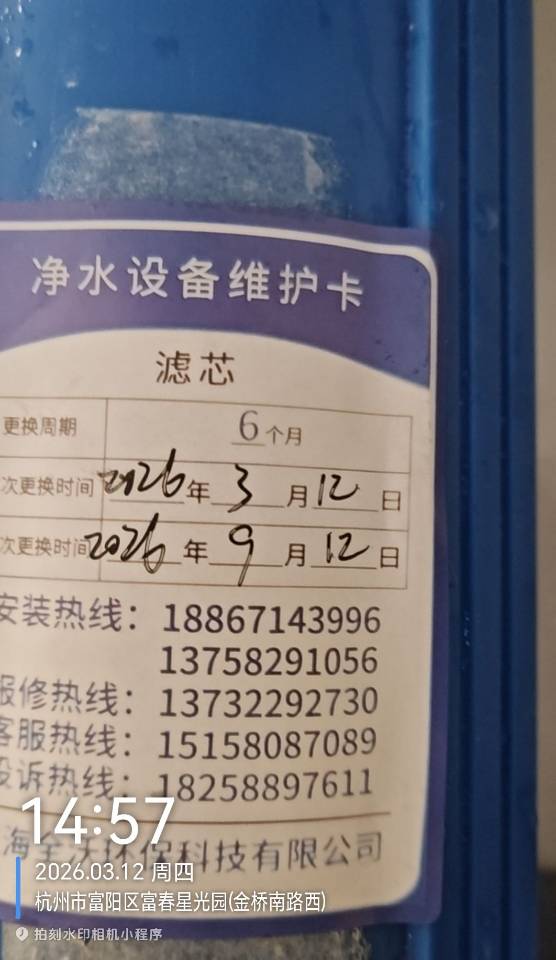 净水设备维护卡
滤芯
更换周期 6个月
次更换时间 2026年3月12日
次更换时间 2026年9月12日
安装热线：18867143996
13758291056
报修热线：13732292730
客服热线：15158087089
投诉热线：18258897611
海 环保科技有限公司
14:57
2026.03.12 周四
杭州市富阳区富春星光园(金桥南路西)
拍刻水印相机小程序